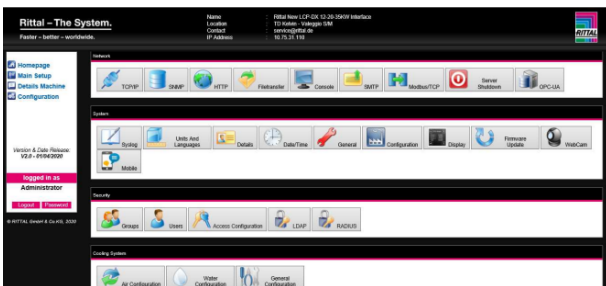 Rittal – The System.
Faster – better – worldwide.
Name : Rittal New LCP-DX 12-20-35KW Interface
Location : TD Kelvin - Valeggio S/M
Contact : service@rittal.de
IP Address : 10.75.31.110
RITTAL
Homepage
Main Setup
Details Machine
Configuration
Version & Date Release:
V2.0 - 01/04/2020
logged in as
Administrator
Logout Password
© RITTAL GmbH & Co.KG, 2020
Network
TCP/IP SNMP HTTP Filetransfer Console SMTP Modbus/TCP Server Shutdown OPC-UA
System
Syslog Units And Languages Details Date/Time General Configuration Display Firmware Update WebCam
Mobile
Security
Groups Users Access Configuration LDAP RADIUS
Cooling System
Air Configuration Water Configuration General Configuration